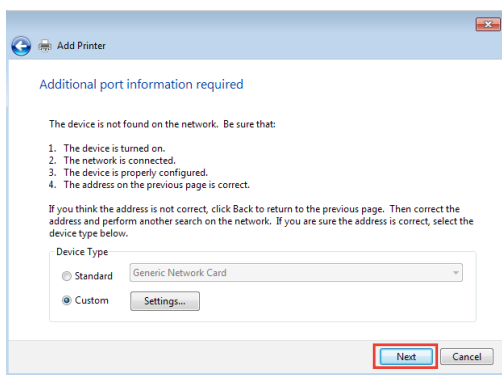 Add Printer
Additional port information required
The device is not found on the network. Be sure that:
1. The device is turned on.
2. The network is connected.
3. The device is properly configured.
4. The address on the previous page is correct.
If you think the address is not correct, click Back to return to the previous page. Then correct the
address and perform another search on the network. If you are sure the address is correct, select the
device type below.
Device Type
Standard Generic Network Card
Custom Settings...
Next Cancel